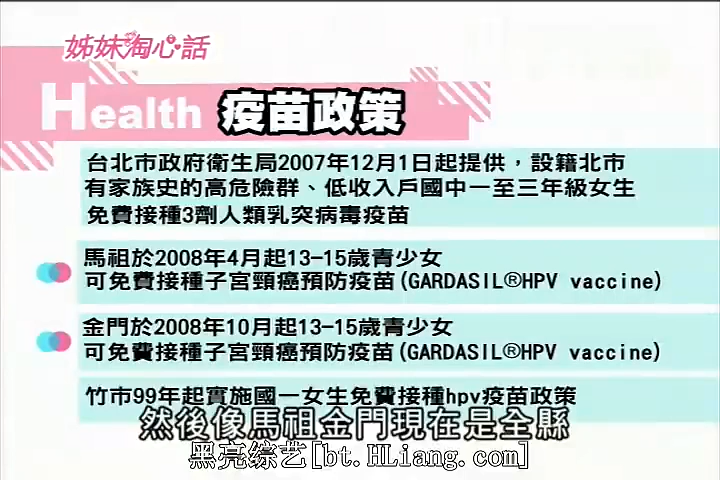 姊妹淘心話
Health 疫苗政策
台北市政府衛生局2007年12月1日起提供，設籍北市
有家族史的高危險群、低收入戶國中一至三年級女生
免費接種3劑人類乳突病毒疫苗
馬祖於2008年4月起13-15歲青少女
可免費接種子宮頸癌預防疫苗(GARDASIL®HPV vaccine)
金門於2008年10月起13-15歲青少女
可免費接種子宮頸癌預防疫苗(GARDASIL®HPV vaccine)
竹市99年起實施國一女生免費接種hpv疫苗政策
然後像馬祖金門現在是全縣
黑亮综艺[bt.HLiang.com]